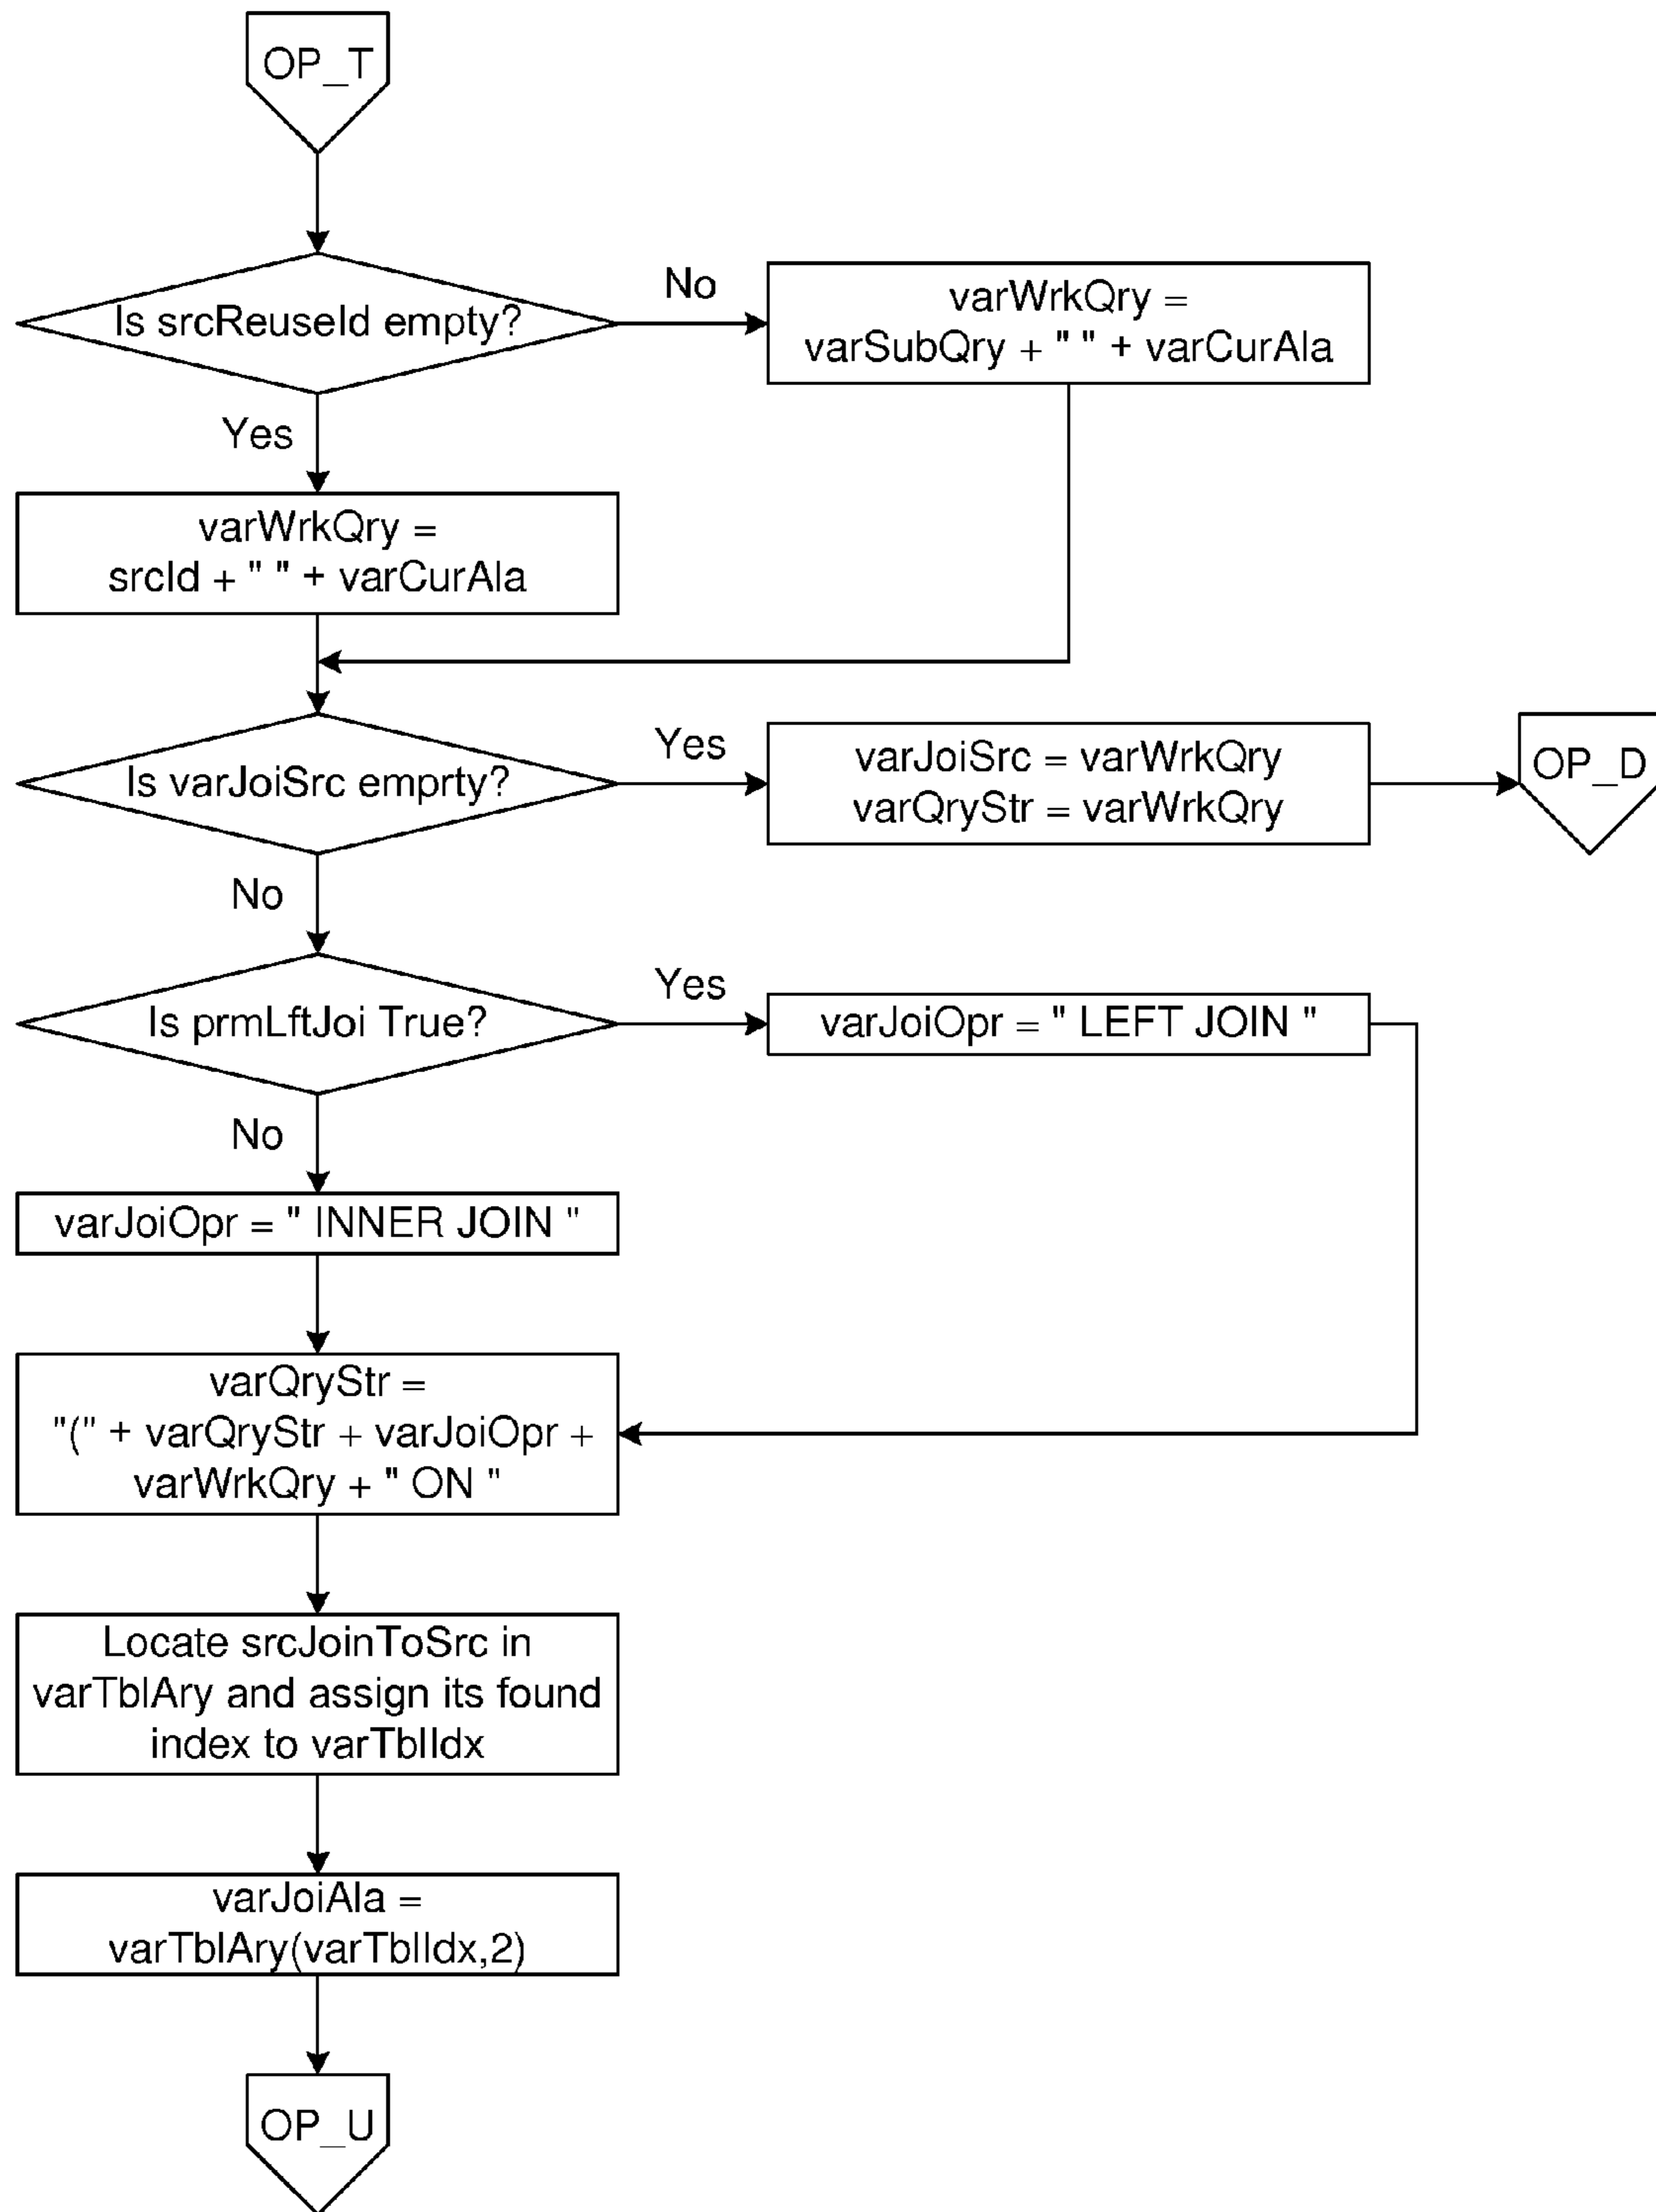 OP_T
Is srcReuseId empty?
No
varWrkQry =
varSubQry + " " + varCurAla
Yes
varWrkQry =
srcId + " " + varCurAla
Is varJoiSrc emprty?
Yes
varJoiSrc = varWrkQry
varQryStr = varWrkQry
OP_D
No
Is prmLftJoi True?
Yes
varJoiOpr = " LEFT JOIN "
No
varJoiOpr = " INNER JOIN "
varQryStr =
"(" + varQryStr + varJoiOpr +
varWrkQry + " ON "
Locate srcJoinToSrc in
varTblAry and assign its found
index to varTblIdx
varJoiAla =
varTblAry(varTblIdx,2)
OP_U